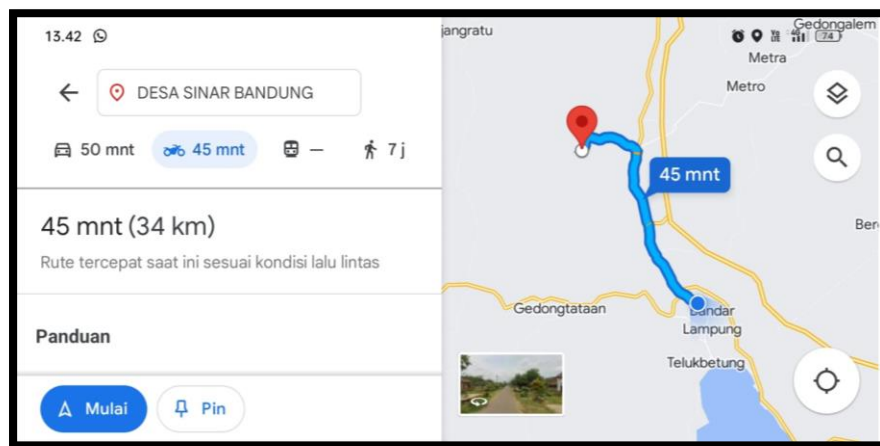 13.42
DESA SINAR BANDUNG
50 mnt 45 mnt — 7 j
45 mnt (34 km)
Rute tercepat saat ini sesuai kondisi lalu lintas
Panduan
Mulai Pin
jangratu
Gedongalem
74
Metra
Metro
45 mnt
Ber
Gedongtataan
Bandar
Lampung
Telukbetung